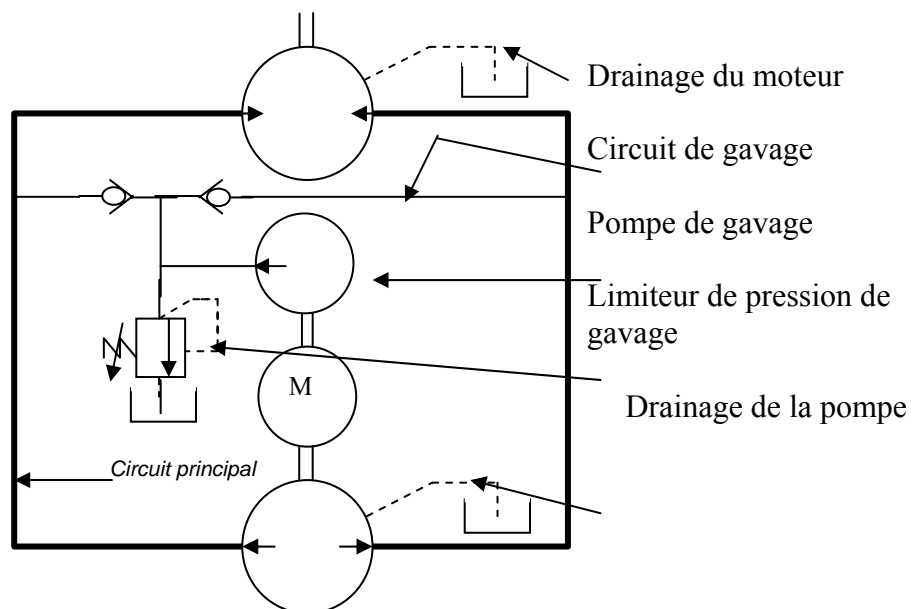 Drainage du moteur
Circuit de gavage
Pompe de gavage
Limiteur de pression de
gavage
M
Drainage de la pompe
Circuit principal